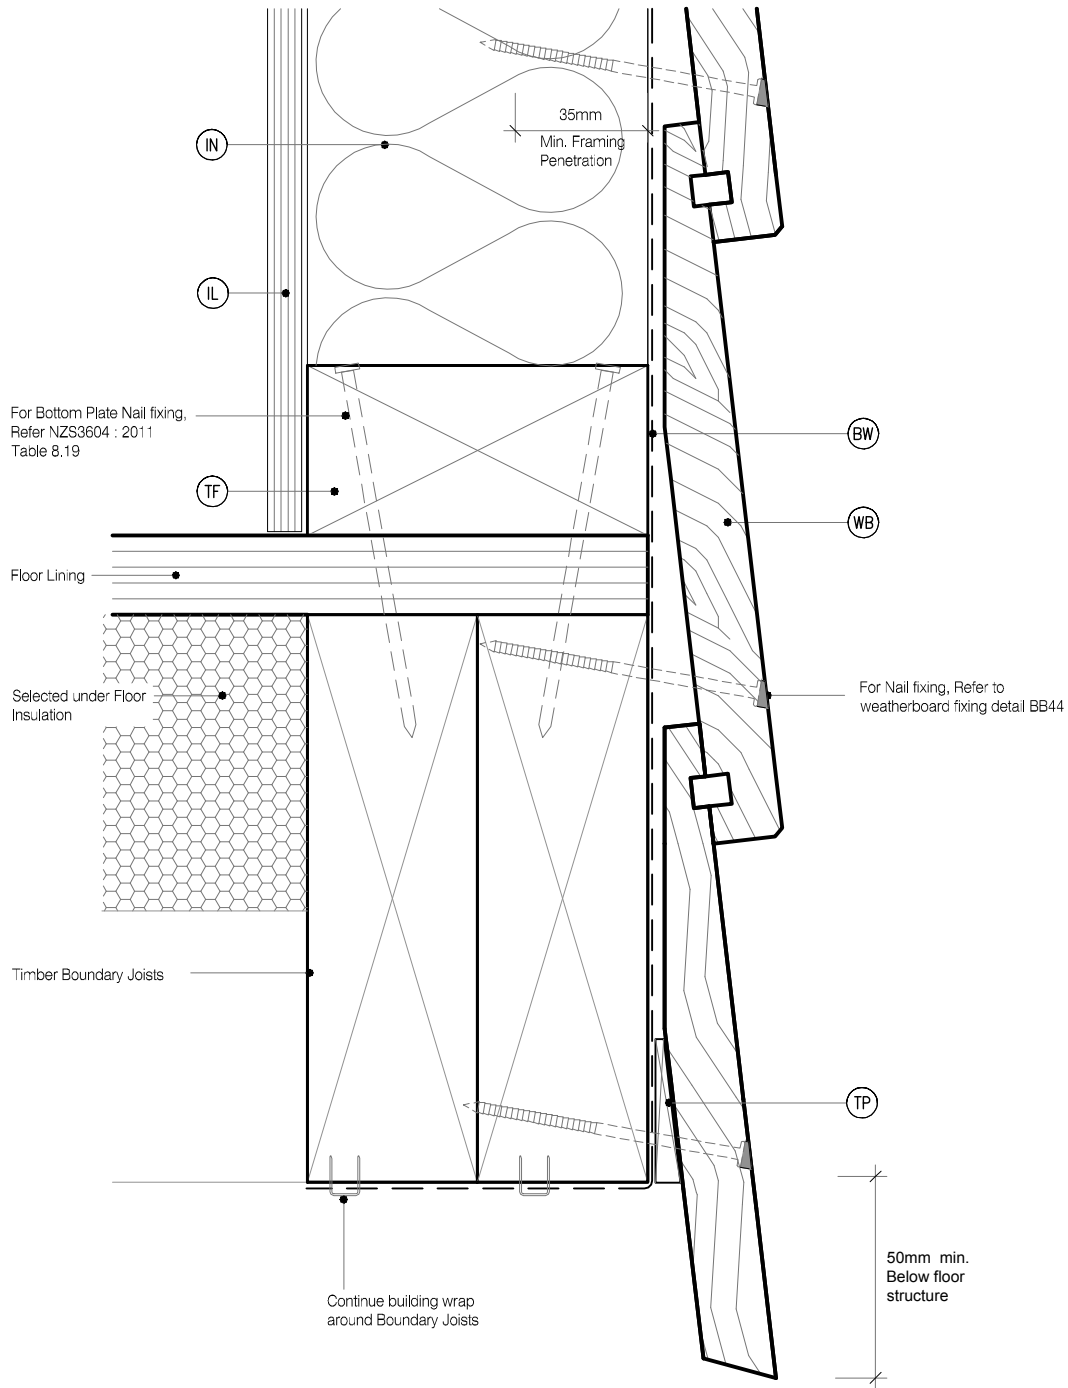 35mm
Min. Framing
Penetration
IN
IL
For Bottom Plate Nail fixing,
Refer NZS3604 : 2011
Table 8.19
BW
TF
WB
Floor Lining
Selected under Floor
Insulation
For Nail fixing, Refer to
weatherboard fixing detail BB44
Timber Boundary Joists
TP
50mm min.
Below floor
structure
Continue building wrap
around Boundary Joists